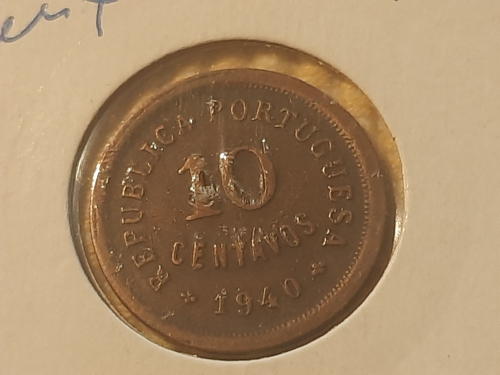 REPUBLICA PORTUGUESA
10
CENTAVOS
* 1940 *